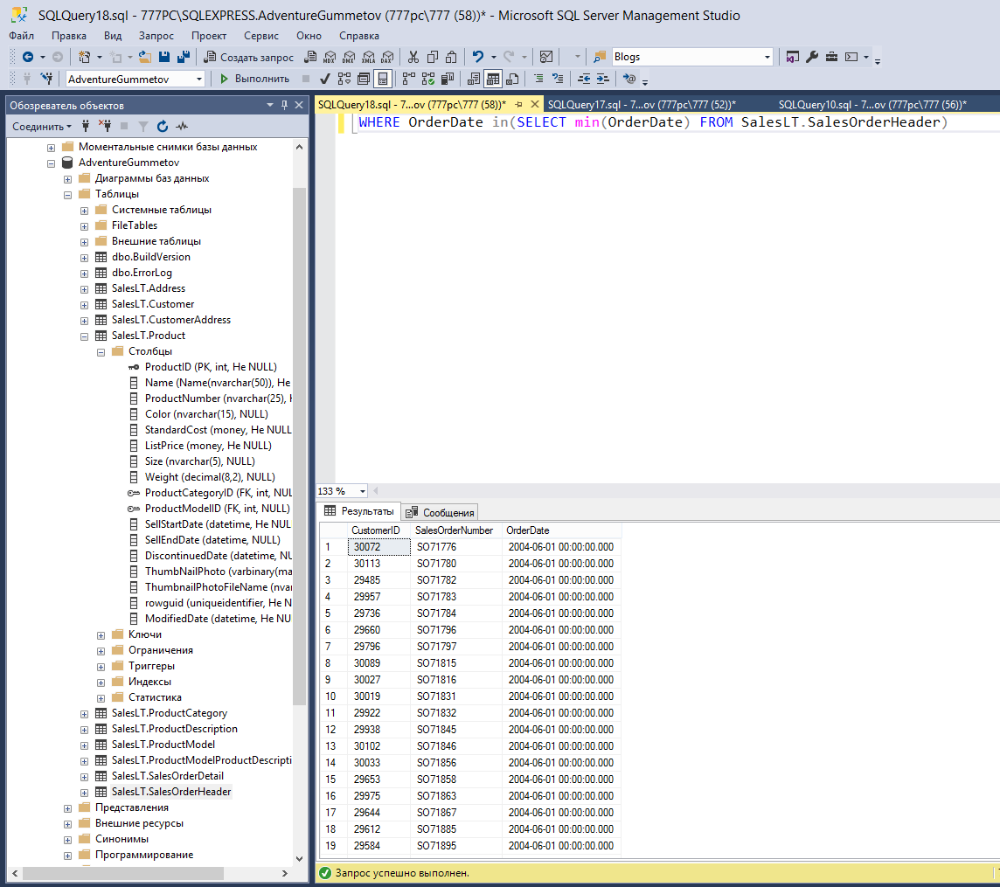 SQLQuery18.sql - 777PC\SQLEXPRESS.AdventureGummetov (777pc\777 (58))* - Microsoft SQL Server Management Studio
Файл Правка Вид Запрос Проект Сервис Окно Справка
Создать запрос MDX DMX XMLA DAX Blogs
AdventureGummetov Выполнить
Обозреватель объектов
Соединить
Моментальные снимки базы данных
AdventureGummetov
Диаграммы баз данных
Таблицы
Системные таблицы
FileTables
Внешние таблицы
dbo.BuildVersion
dbo.ErrorLog
SalesLT.Address
SalesLT.Customer
SalesLT.CustomerAddress
SalesLT.Product
Столбцы
ProductID (PK, int, Не NULL)
Name (Name(nvarchar(50)), Не
ProductNumber (nvarchar(25),
Color (nvarchar(15), NULL)
StandardCost (money, Не NULL
ListPrice (money, Не NULL)
Size (nvarchar(5), NULL)
Weight (decimal(8,2), NULL)
ProductCategoryID (FK, int, NUL
ProductModelID (FK, int, NULL)
SellStartDate (datetime, Не NUL
SellEndDate (datetime, NULL)
DiscontinuedDate (datetime, NU
ThumbNailPhoto (varbinary(ma
ThumbnailPhotoFileName (nvar
rowguid (uniqueidentifier, Не N
ModifiedDate (datetime, Не NU
Ключи
Ограничения
Триггеры
Индексы
Статистика
SalesLT.ProductCategory
SalesLT.ProductDescription
SalesLT.ProductModel
SalesLT.ProductModelProductDescripti
SalesLT.SalesOrderDetail
SalesLT.SalesOrderHeader
Представления
Внешние ресурсы
Синонимы
Программирование
SQLQuery18.sql - 7...ov (777pc\777 (58))* SQLQuery17.sql - 7...ov (777pc\777 (52))* SQLQuery10.sql - 7...ov (777pc\777 (56))*
WHERE OrderDate in(SELECT min(OrderDate) FROM SalesLT.SalesOrderHeader)
133 %
Результаты Сообщения
CustomerID SalesOrderNumber OrderDate
1 30072 SO71776 2004-06-01 00:00:00.000
2 30113 SO71780 2004-06-01 00:00:00.000
3 29485 SO71782 2004-06-01 00:00:00.000
4 29957 SO71783 2004-06-01 00:00:00.000
5 29736 SO71784 2004-06-01 00:00:00.000
6 29660 SO71796 2004-06-01 00:00:00.000
7 29796 SO71797 2004-06-01 00:00:00.000
8 30089 SO71815 2004-06-01 00:00:00.000
9 30027 SO71816 2004-06-01 00:00:00.000
10 30019 SO71831 2004-06-01 00:00:00.000
11 29922 SO71832 2004-06-01 00:00:00.000
12 29938 SO71845 2004-06-01 00:00:00.000
13 30102 SO71846 2004-06-01 00:00:00.000
14 30033 SO71856 2004-06-01 00:00:00.000
15 29653 SO71858 2004-06-01 00:00:00.000
16 29975 SO71863 2004-06-01 00:00:00.000
17 29644 SO71867 2004-06-01 00:00:00.000
18 29612 SO71885 2004-06-01 00:00:00.000
19 29584 SO71895 2004-06-01 00:00:00.000
Запрос успешно выполнен.